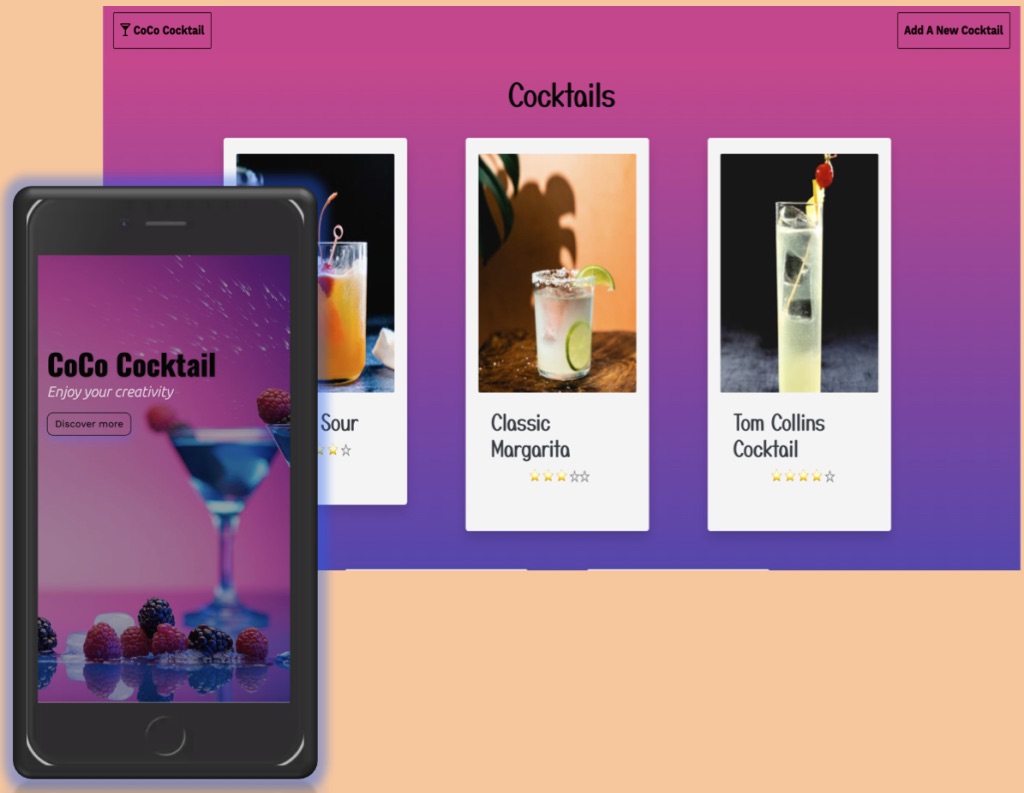 CoCo Cocktail
Add A New Cocktail
Cocktails
Sour
Classic
Margarita
Tom Collins
Cocktail
CoCo Cocktail
Enjoy your creativity
Discover more